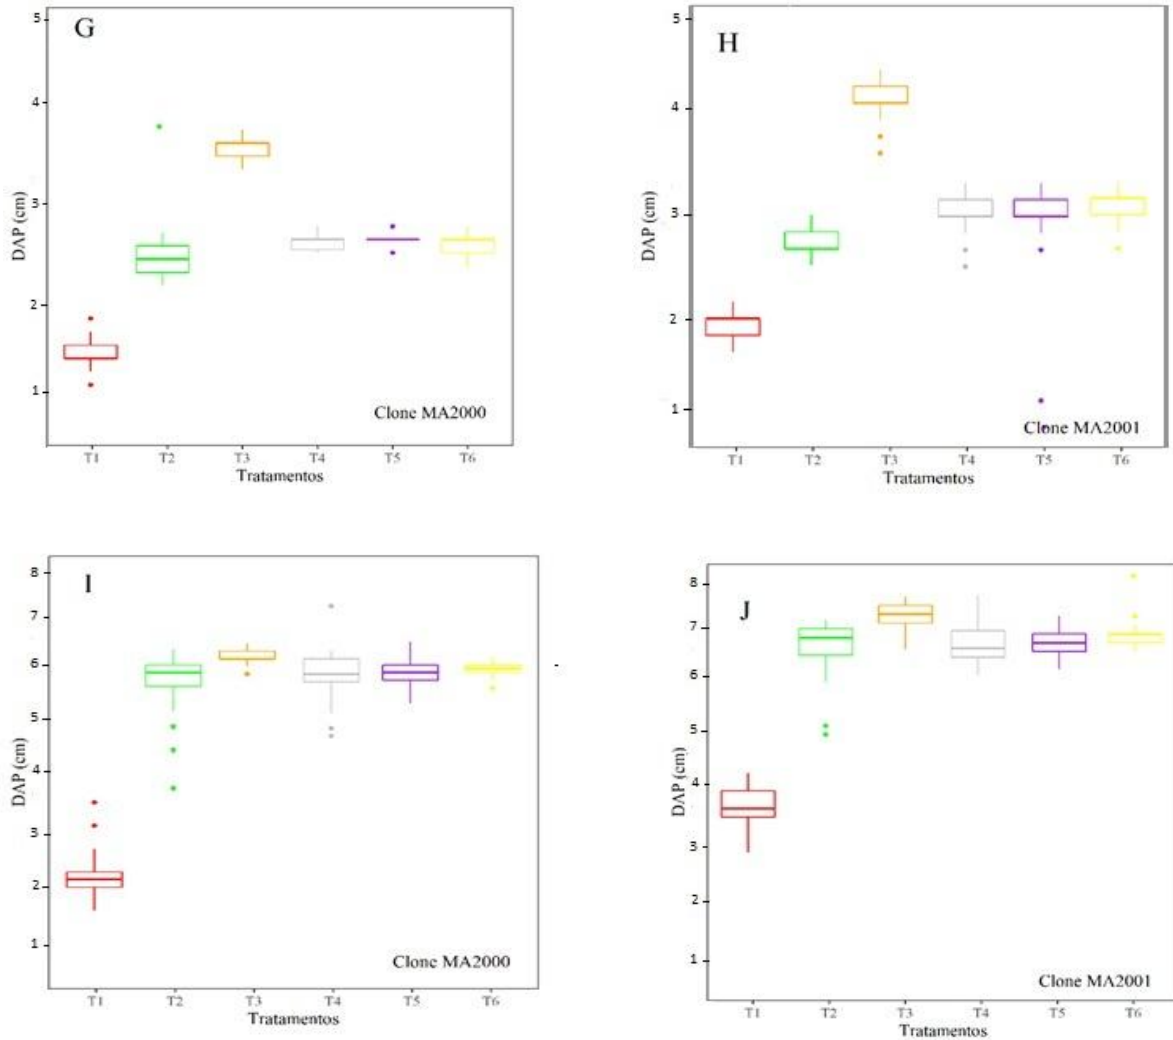 G
5
4
3
2
1
DAP (cm)
Clone MA2000
T1 T2 T3 T4 T5 T6
Tratamentos
H
5
4
3
2
1
DAP (cm)
Clone MA2001
T1 T2 T3 T4 T5 T6
Tratamentos
I
8
7
6
5
4
3
2
1
DAP (cm)
Clone MA2000
T1 T2 T3 T4 T5 T6
Tratamentos
J
8
7
6
5
4
3
2
1
DAP (cm)
Clone MA2001
T1 T2 T3 T4 T5 T6
Tratamentos